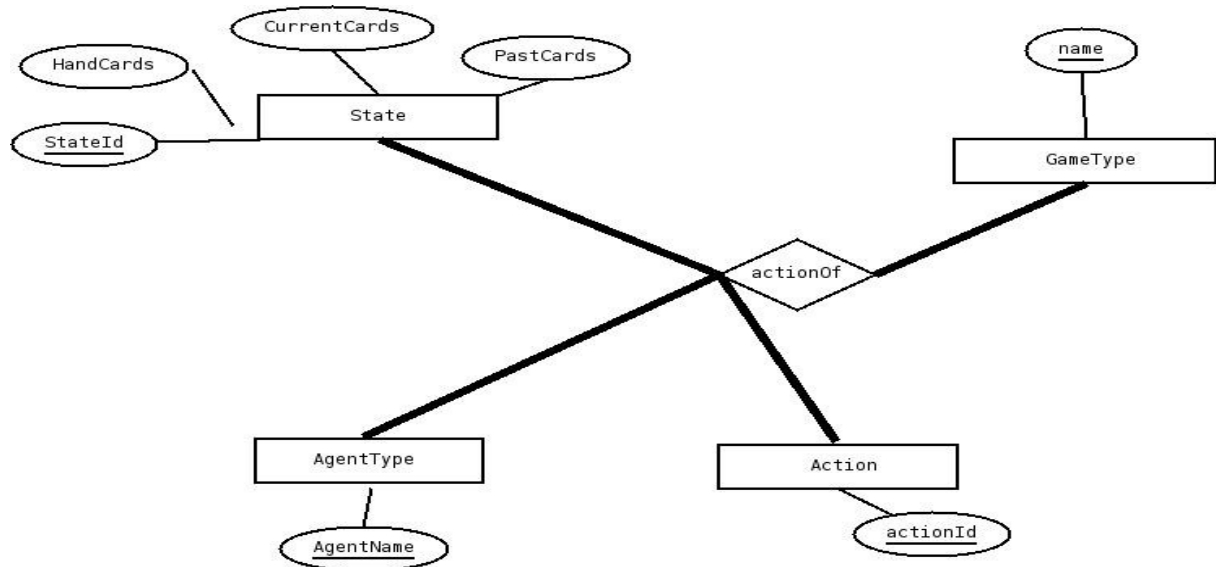 CurrentCards
HandCards
PastCards
name
State
StateId
GameType
actionOf
AgentType
Action
AgentName
actionId